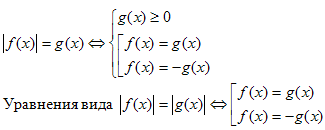 |f(x)| = g(x) ⇔ { g(x) ≥ 0
[ f(x) = g(x)
f(x) = -g(x)
Уравнения вида |f(x)| = |g(x)| ⇔ [ f(x) = g(x)
f(x) = -g(x)